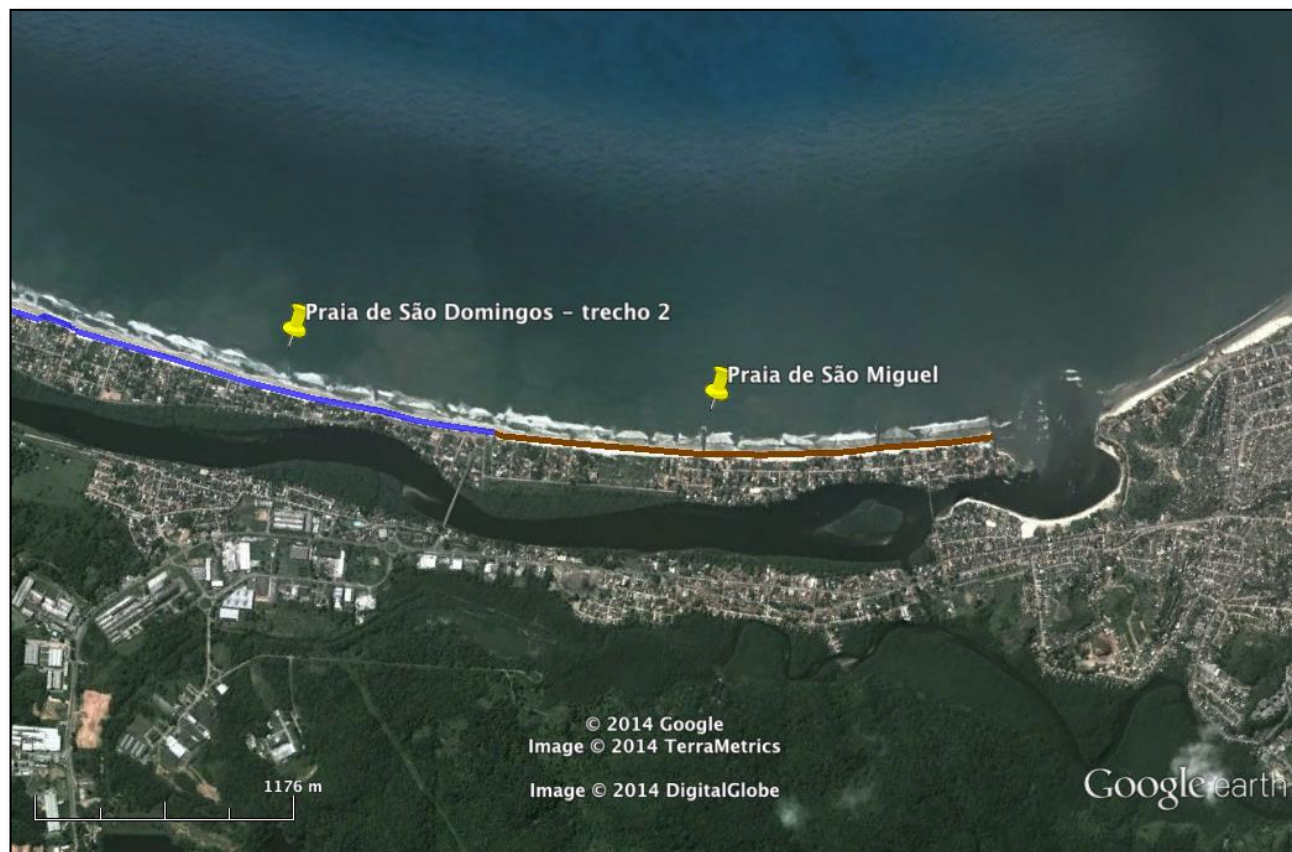 Praia de São Domingos – trecho 2
Praia de São Miguel
© 2014 Google
Image © 2014 TerraMetrics
1176 m
Image © 2014 DigitalGlobe
Google earth